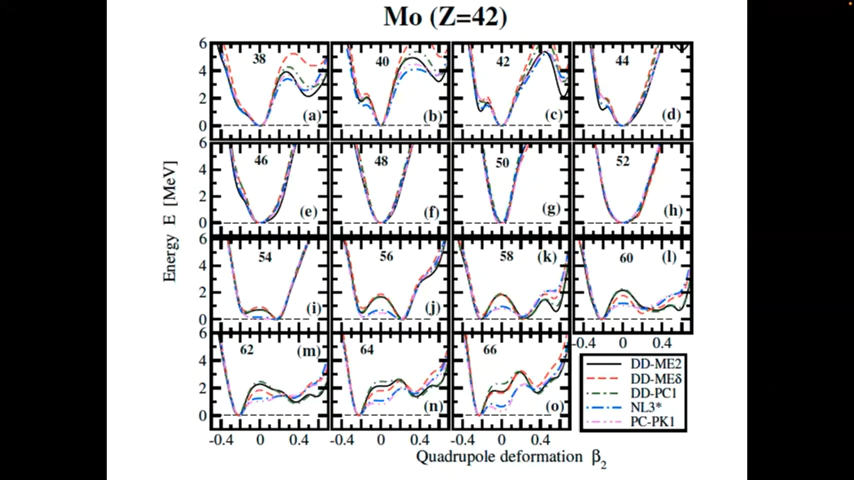 Mo (Z=42)
6 38 40 42 44
4
2
0 (a) (b) (c) (d)
6 46 48 50 52
4
2
0 (e) (f) (g) (h)
6 54 56 58 (k) 60 (l)
4
2
0 (i) (j)
6 62 (m) 64 66 -0.4 0 0.4
4 DD-ME2
DD-MEδ
2 DD-PC1
NL3*
0 (n) (o) PC-PK1
-0.4 0 0.4 -0.4 0 0.4 -0.4 0 0.4
Quadrupole deformation β2
Energy E [MeV]